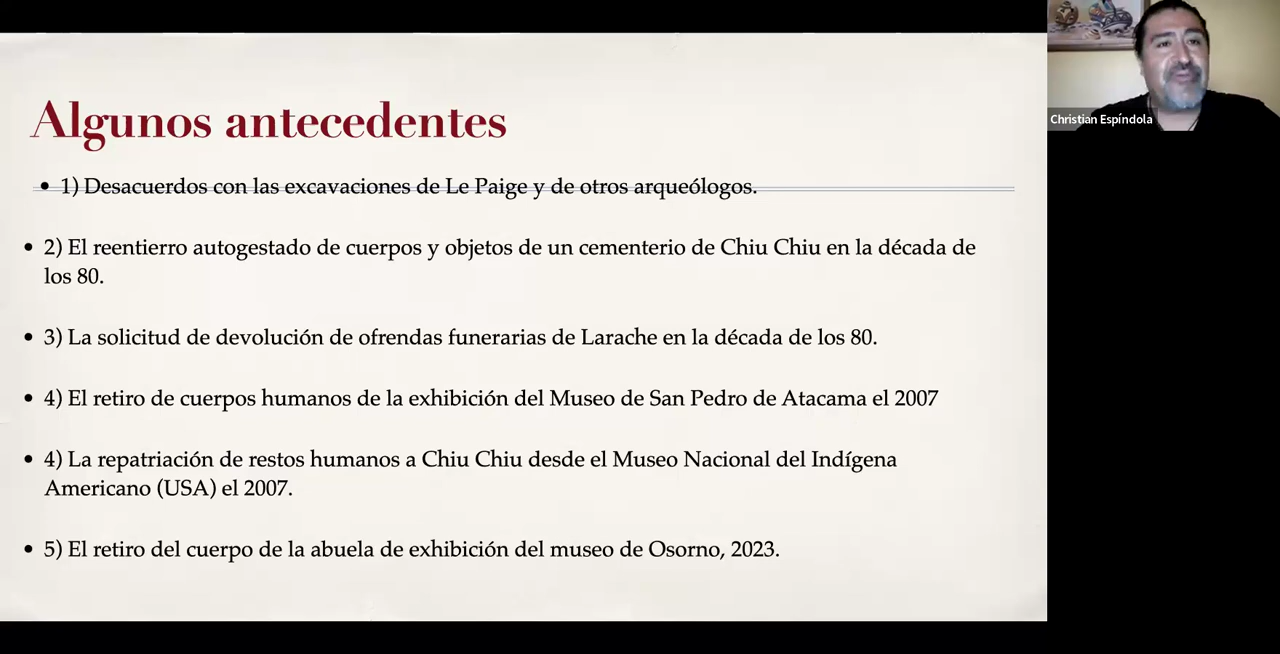 Algunos antecedentes
• 1) Desacuerdos con las excavaciones de Le Paige y de otros arqueólogos.
• 2) El reentierro autogestado de cuerpos y objetos de un cementerio de Chiu Chiu en la década de
los 80.
• 3) La solicitud de devolución de ofrendas funerarias de Larache en la década de los 80.
• 4) El retiro de cuerpos humanos de la exhibición del Museo de San Pedro de Atacama el 2007
• 4) La repatriación de restos humanos a Chiu Chiu desde el Museo Nacional del Indígena
Americano (USA) el 2007.
• 5) El retiro del cuerpo de la abuela de exhibición del museo de Osorno, 2023.
Christian Espíndola